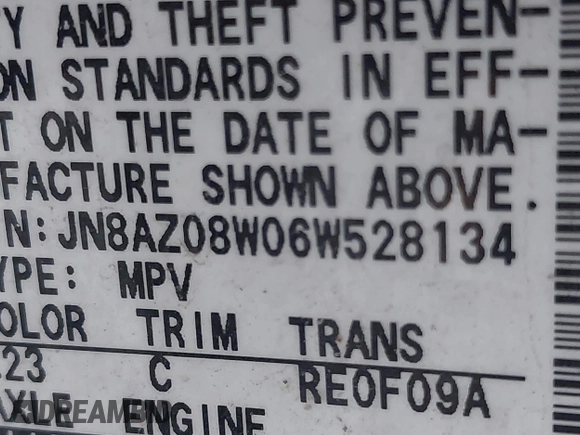 Y AND THEFT PREVEN-
ON STANDARDS IN EFF-
T ON THE DATE OF MA-
FACTURE SHOWN ABOVE.
N:JN8AZ08W06W528134
YPE: MPV
OLOR TRIM TRANS
23 C RE0F09A
AXLE ENGINE